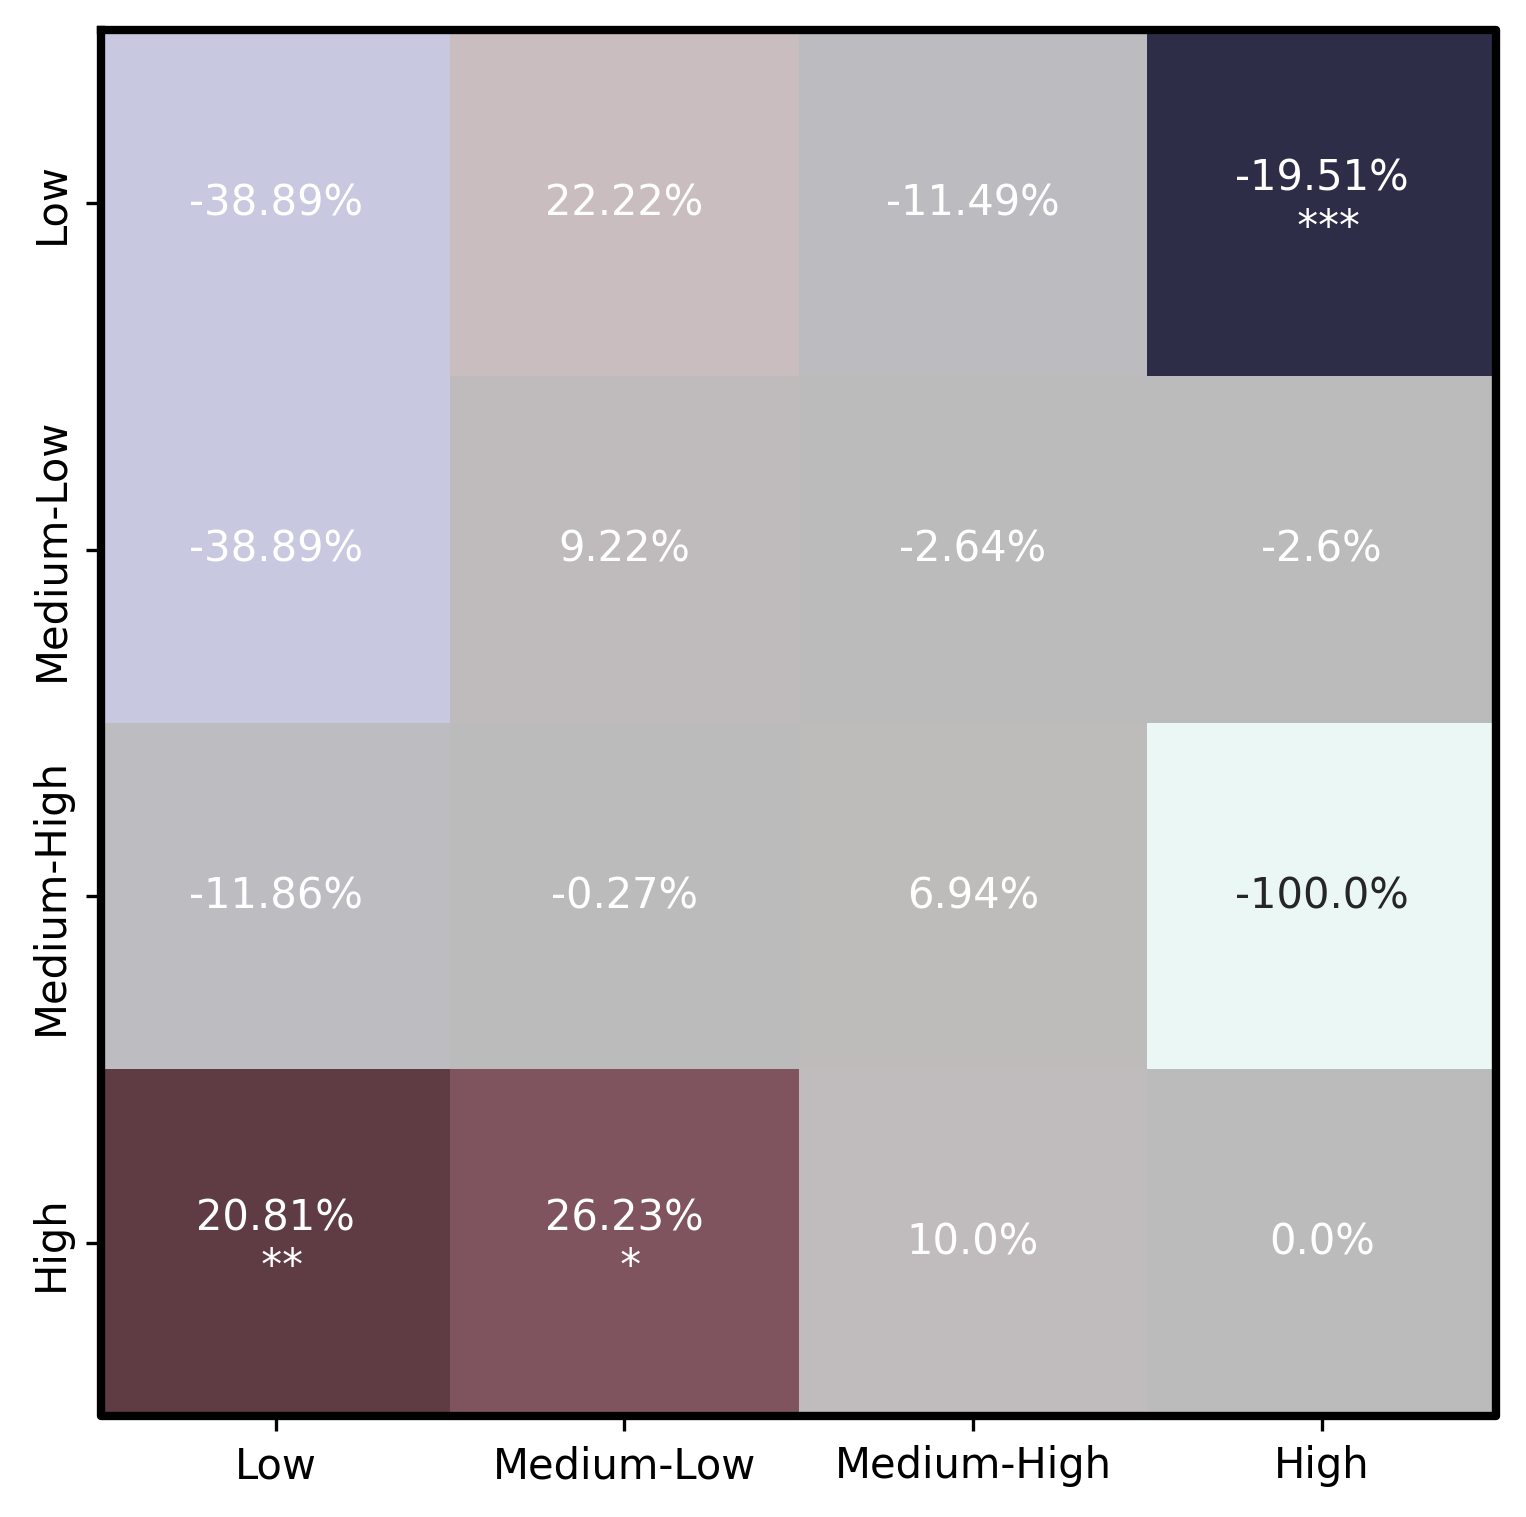 Low
-38.89%
22.22%
-11.49%
-19.51%
***
Medium-Low
-38.89%
9.22%
-2.64%
-2.6%
Medium-High
-11.86%
-0.27%
6.94%
-100.0%
High
20.81%
**
26.23%
*
10.0%
0.0%
Low
Medium-Low
Medium-High
High